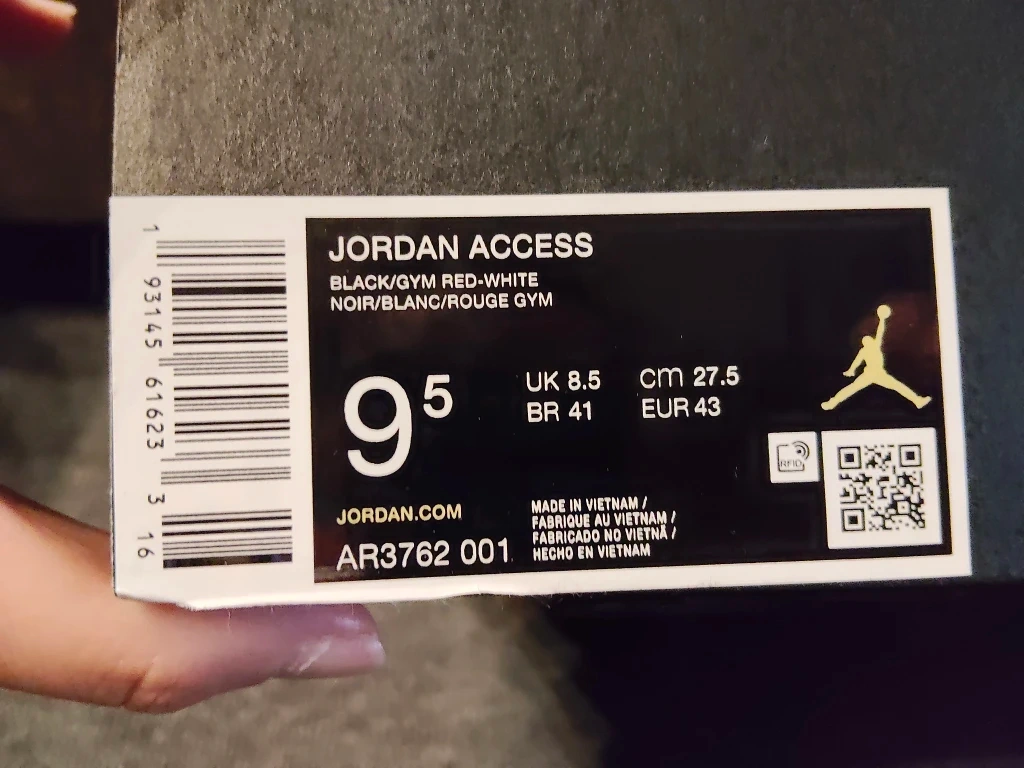 1 93145 61623 3 16
JORDAN ACCESS
BLACK/GYM RED-WHITE
NOIR/BLANC/ROUGE GYM
9⁵
UK 8.5 cm 27.5
BR 41 EUR 43
RFID
JORDAN.COM
AR3762 001
MADE IN VIETNAM /
FABRIQUE AU VIETNAM /
FABRICADO NO VIETNÃ /
HECHO EN VIETNAM